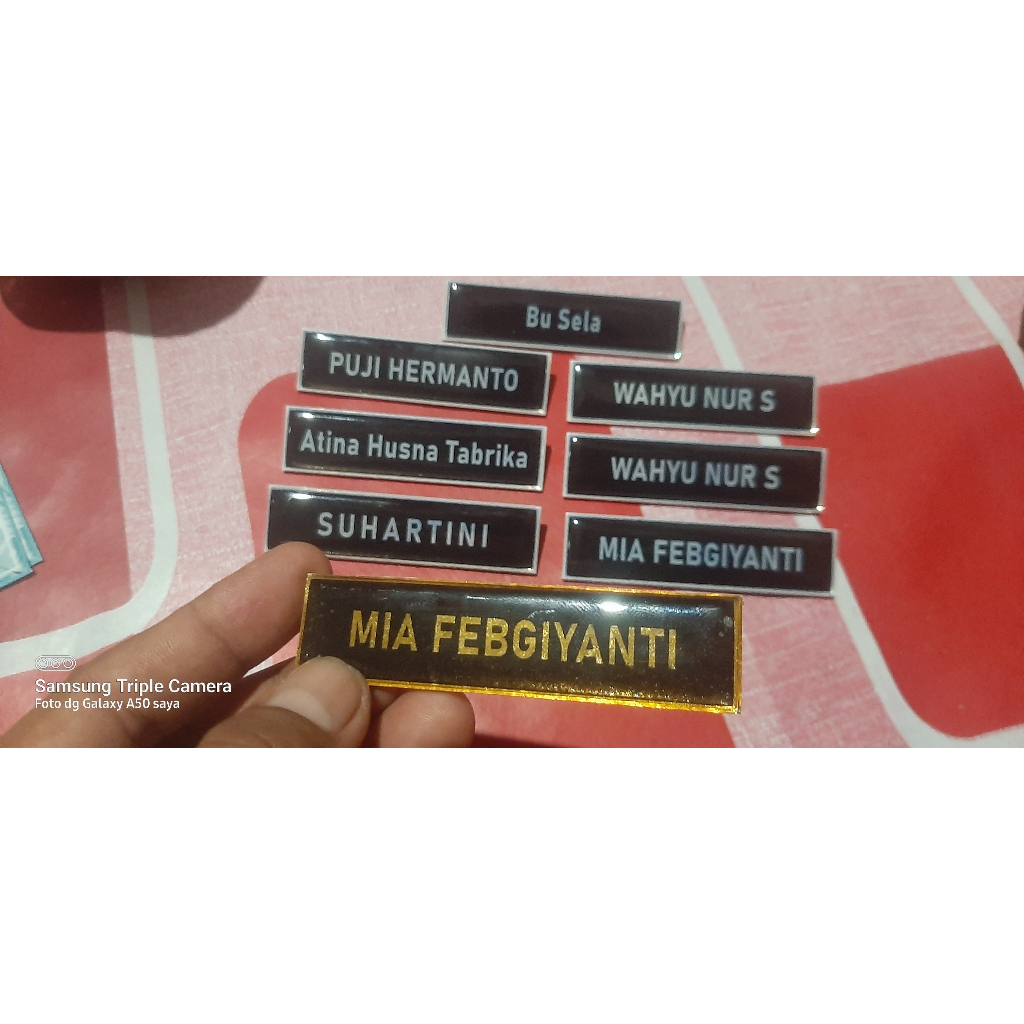 Bu Sela
PUJI HERMANTO
WAHYU NUR S
Atina Husna Tabrika
WAHYU NUR S
SUHARTINI
MIA FEBGIYANTI
MIA FEBGIYANTI
Samsung Triple Camera
Foto dg Galaxy A50 saya